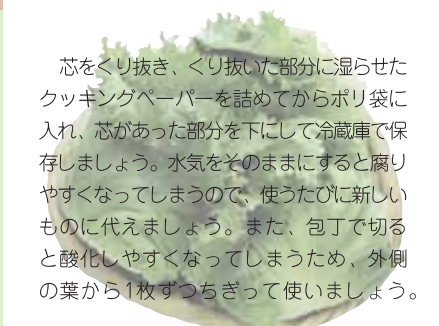 芯をくり抜き、くり抜いた部分に湿らせた
クッキングペーパーを詰めてからポリ袋に
入れ、芯があった部分を下にして冷蔵庫で保
存しましょう。水気をそのままにすると腐り
やすくなってしまうので、使うたびに新しい
ものに代えましょう。また、包丁で切る
と酸化しやすくなってしまうため、外側
の葉から1枚ずつちぎって使いましょう。